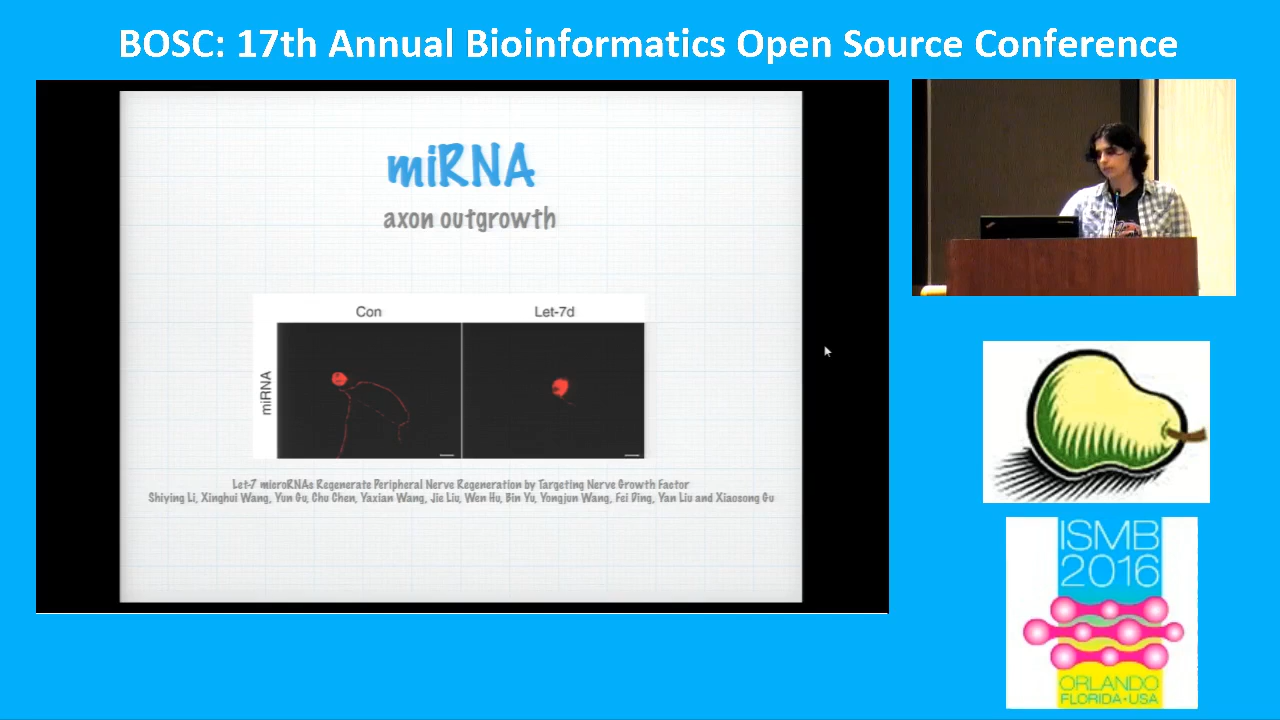 BOSC: 17th Annual Bioinformatics Open Source Conference
miRNA
axon outgrowth
Con
Let-7d
miRNA
Let-7 microRNAs Regenerate Peripheral Nerve Regeneration by Targeting Nerve Growth Factor
Shiying Li, Xinghui Wang, Yun Gu, Chu Chen, Yaxian Wang, Jie Liu, Wen Hu, Bin Yu, Yongjun Wang, Fei Ding, Yan Liu and Xiaosong Gu
ISMB
2016
ORLANDO
FLORIDA·USA